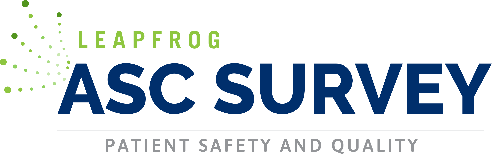 LEAPFROG
ASC SURVEY
PATIENT SAFETY AND QUALITY